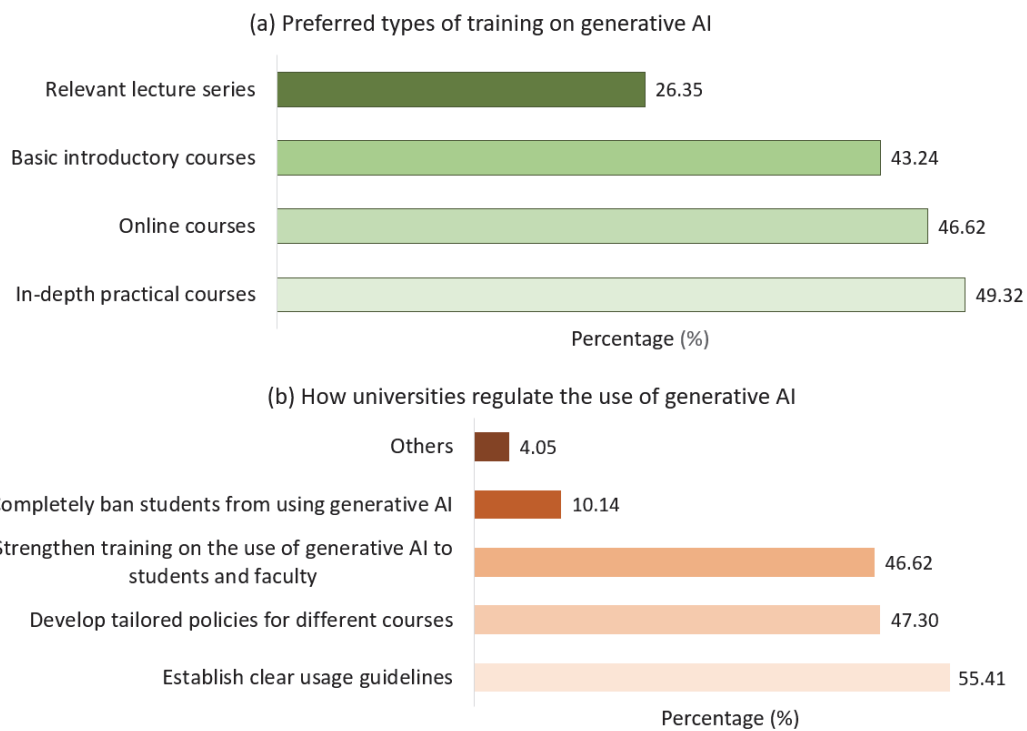 (a) Preferred types of training on generative AI
Relevant lecture series
26.35
Basic introductory courses
43.24
Online courses
46.62
In-depth practical courses
49.32
Percentage (%)
(b) How universities regulate the use of generative AI
Others
4.05
ompletely ban students from using generative AI
10.14
trengthen training on the use of generative AI to
students and faculty
46.62
Develop tailored policies for different courses
47.30
Establish clear usage guidelines
55.41
Percentage (%)